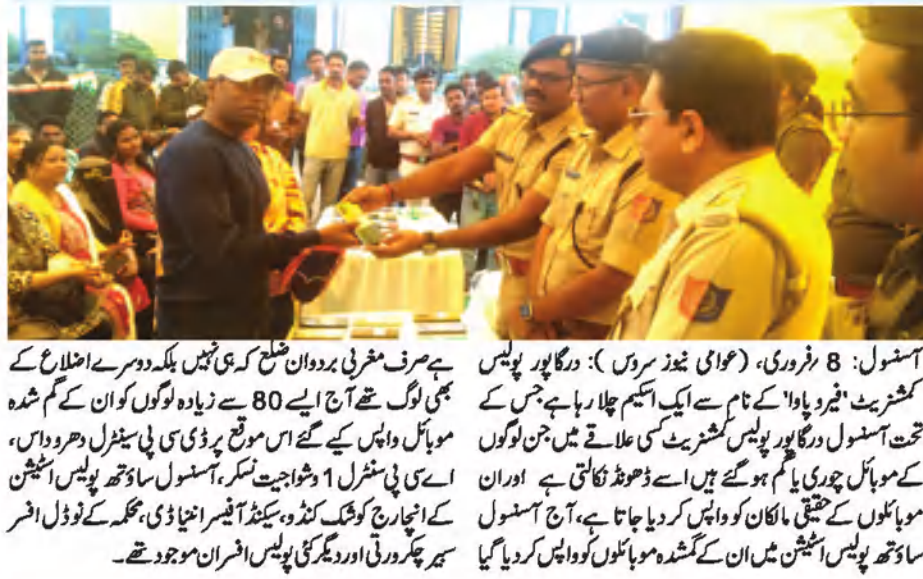 آسنسول: 8 ؍فروری، (عوامی نیوز سروس ): درگاپور پولیس
کمشنریٹ 'فیرو پاوا' کے نام سے ایک اسکیم چلا رہا ہے جس کے
تحت آسنسول درگاپور پولیس کمشنریٹ کسی علاقے میں جن لوگوں
کے موبائل چوری یا گم ہو گئے ہیں اسے ڈھونڈ نکالتی ہے اور ان
موبائلوں کے حقیقی مالکان کو واپس کر دیا جاتا ہے، آج آسنسول
ساؤتھ پولیس اسٹیشن میں ان کے گمشدہ موبائلوں کو واپس کر دیا گیا
ہے صرف مغربی بردوان ضلع کہ ہی نہیں بلکہ دوسرے اضلاع کے
بھی لوگ تھے آج ایسے 80 سے زیادہ لوگوں کو ان کے گم شدہ
موبائل واپس کیے گئے اس موقع پر ڈی سی پی سینٹرل دھروداس،
اے سی پی سنٹرل 1 وشواجیت نسکر، آسنسول ساؤتھ پولیس اسٹیشن
کے انچارج کوشک کنڈو، سیکنڈ آفیسر انتیا ڈی، محکمہ کے نوڈل افسر
سبیر چکرورتی اور دیگر کئی پولیس افسران موجود تھے۔